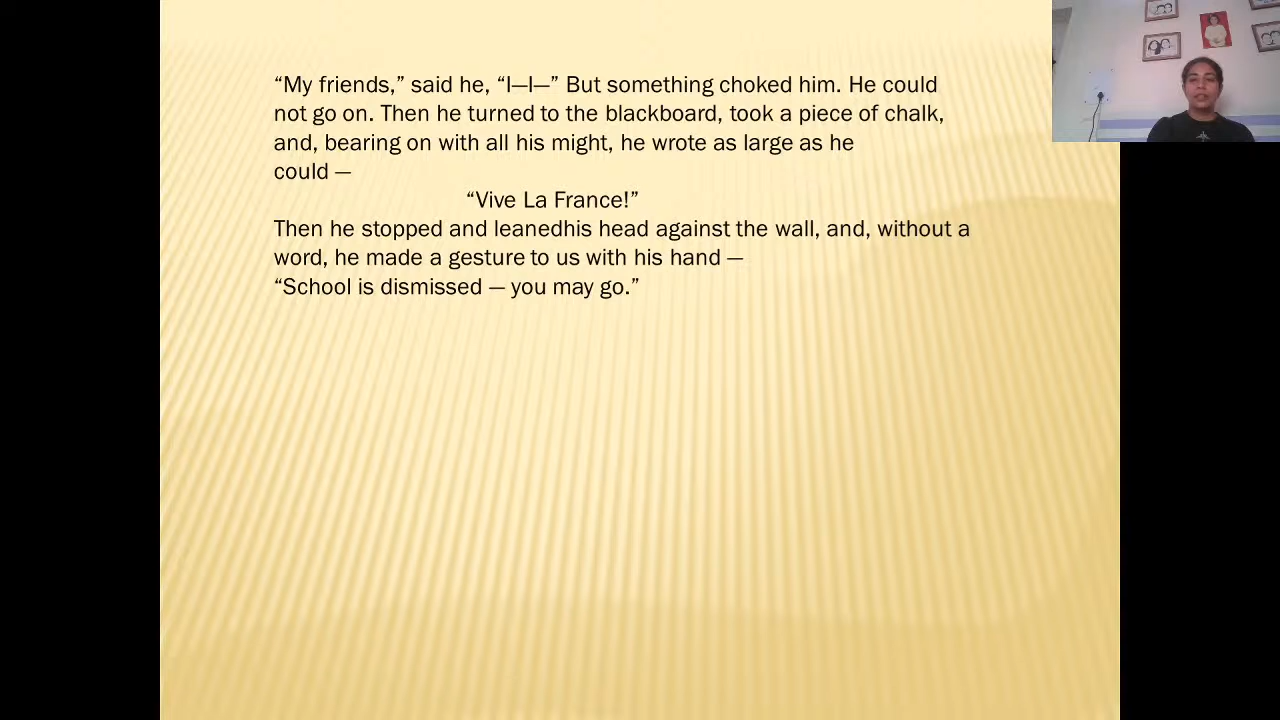 “My friends,” said he, “I—I—” But something choked him. He could
not go on. Then he turned to the blackboard, took a piece of chalk,
and, bearing on with all his might, he wrote as large as he
could —
“Vive La France!”
Then he stopped and leanedhis head against the wall, and, without a
word, he made a gesture to us with his hand —
“School is dismissed — you may go.”